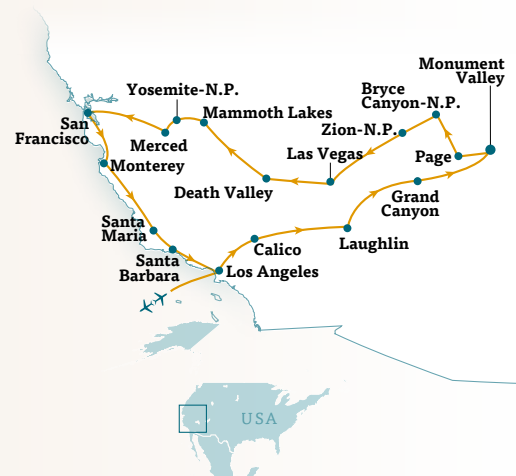 Monument
Valley
Bryce
Canyon-N.P.
Yosemite-N.P.
Mammoth Lakes
San
Francisco
Zion-N.P.
Merced
Las Vegas
Page
Monterey
Death Valley
Grand
Canyon
Santa
Maria
Laughlin
Calico
Santa
Barbara
Los Angeles
USA